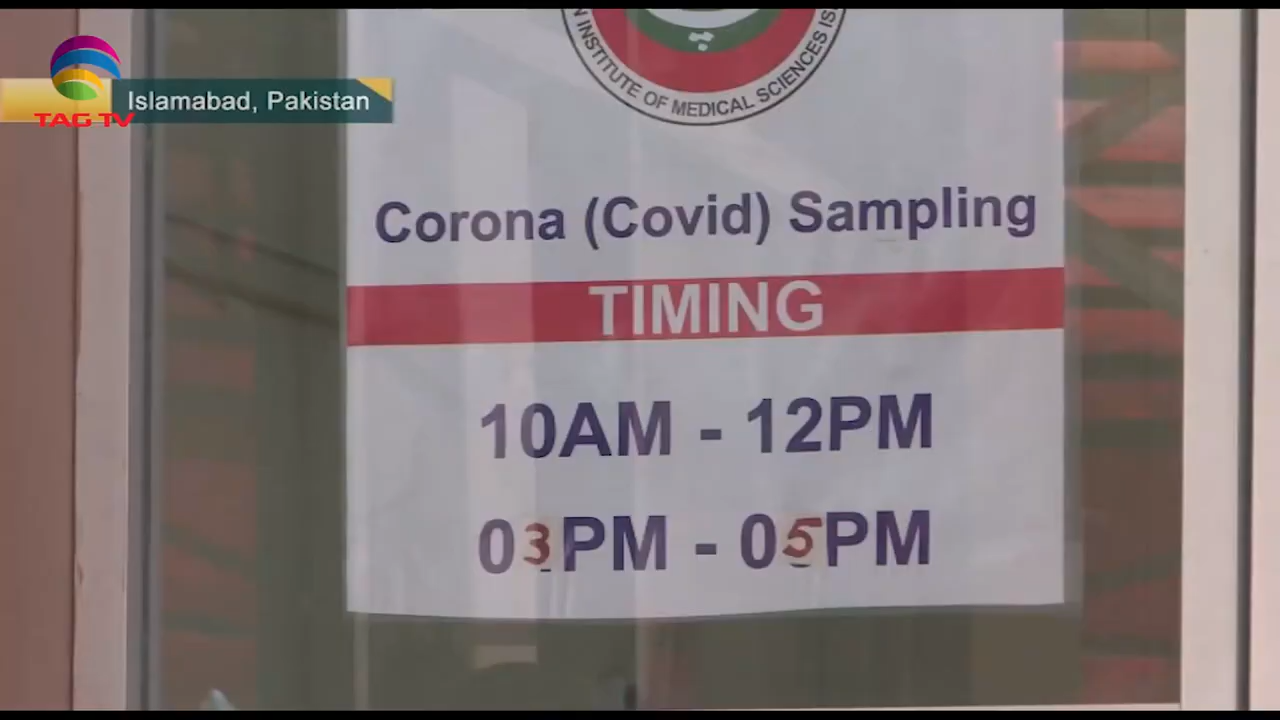 Islamabad, Pakistan
TAG TV
INSTITUTE OF MEDICAL SCIENCES
Corona (Covid) Sampling
TIMING
10AM - 12PM
03PM - 05PM